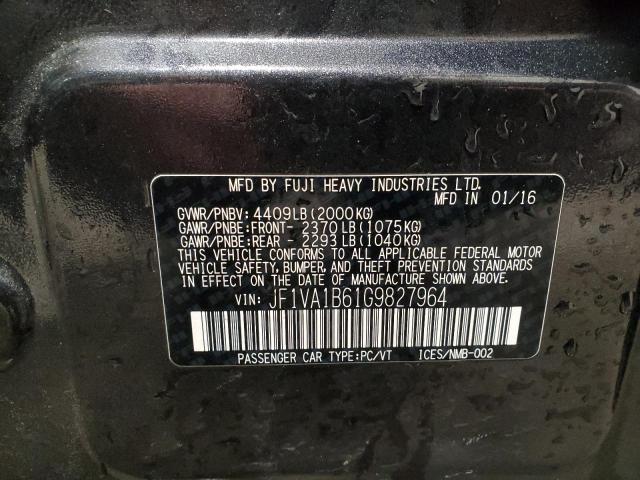 MFD BY FUJI HEAVY INDUSTRIES LTD.
MFD IN 01/16
GVWR/PNBV: 4409LB(2000KG)
GAWR/PNBE:FRONT- 2370LB(1075KG)
GAWR/PNBE:REAR - 2293LB(1040KG)
THIS VEHICLE CONFORMS TO ALL APPLICABLE FEDERAL MOTOR
VEHICLE SAFETY, BUMPER, AND THEFT PREVENTION STANDARDS
IN EFFECT ON THE DATE OF MANUFACTURE SHOWN ABOVE.
VIN: JF1VA1B61G9827964
PASSENGER CAR TYPE:PC/VT ICES/NMB-002